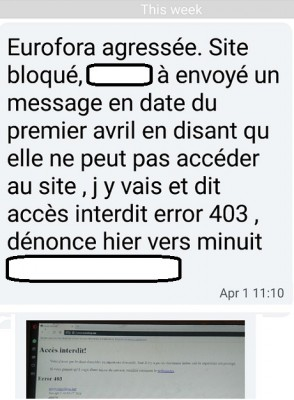 This week
Eurofora agressée. Site
bloqué, à envoyé un
message en date du
premier avril en disant qu
elle ne peut pas accéder
au site , j y vais et dit
accès interdit error 403 ,
dénonce hier vers minuit
Apr 1 11:10
Accès interdit!
Error 403